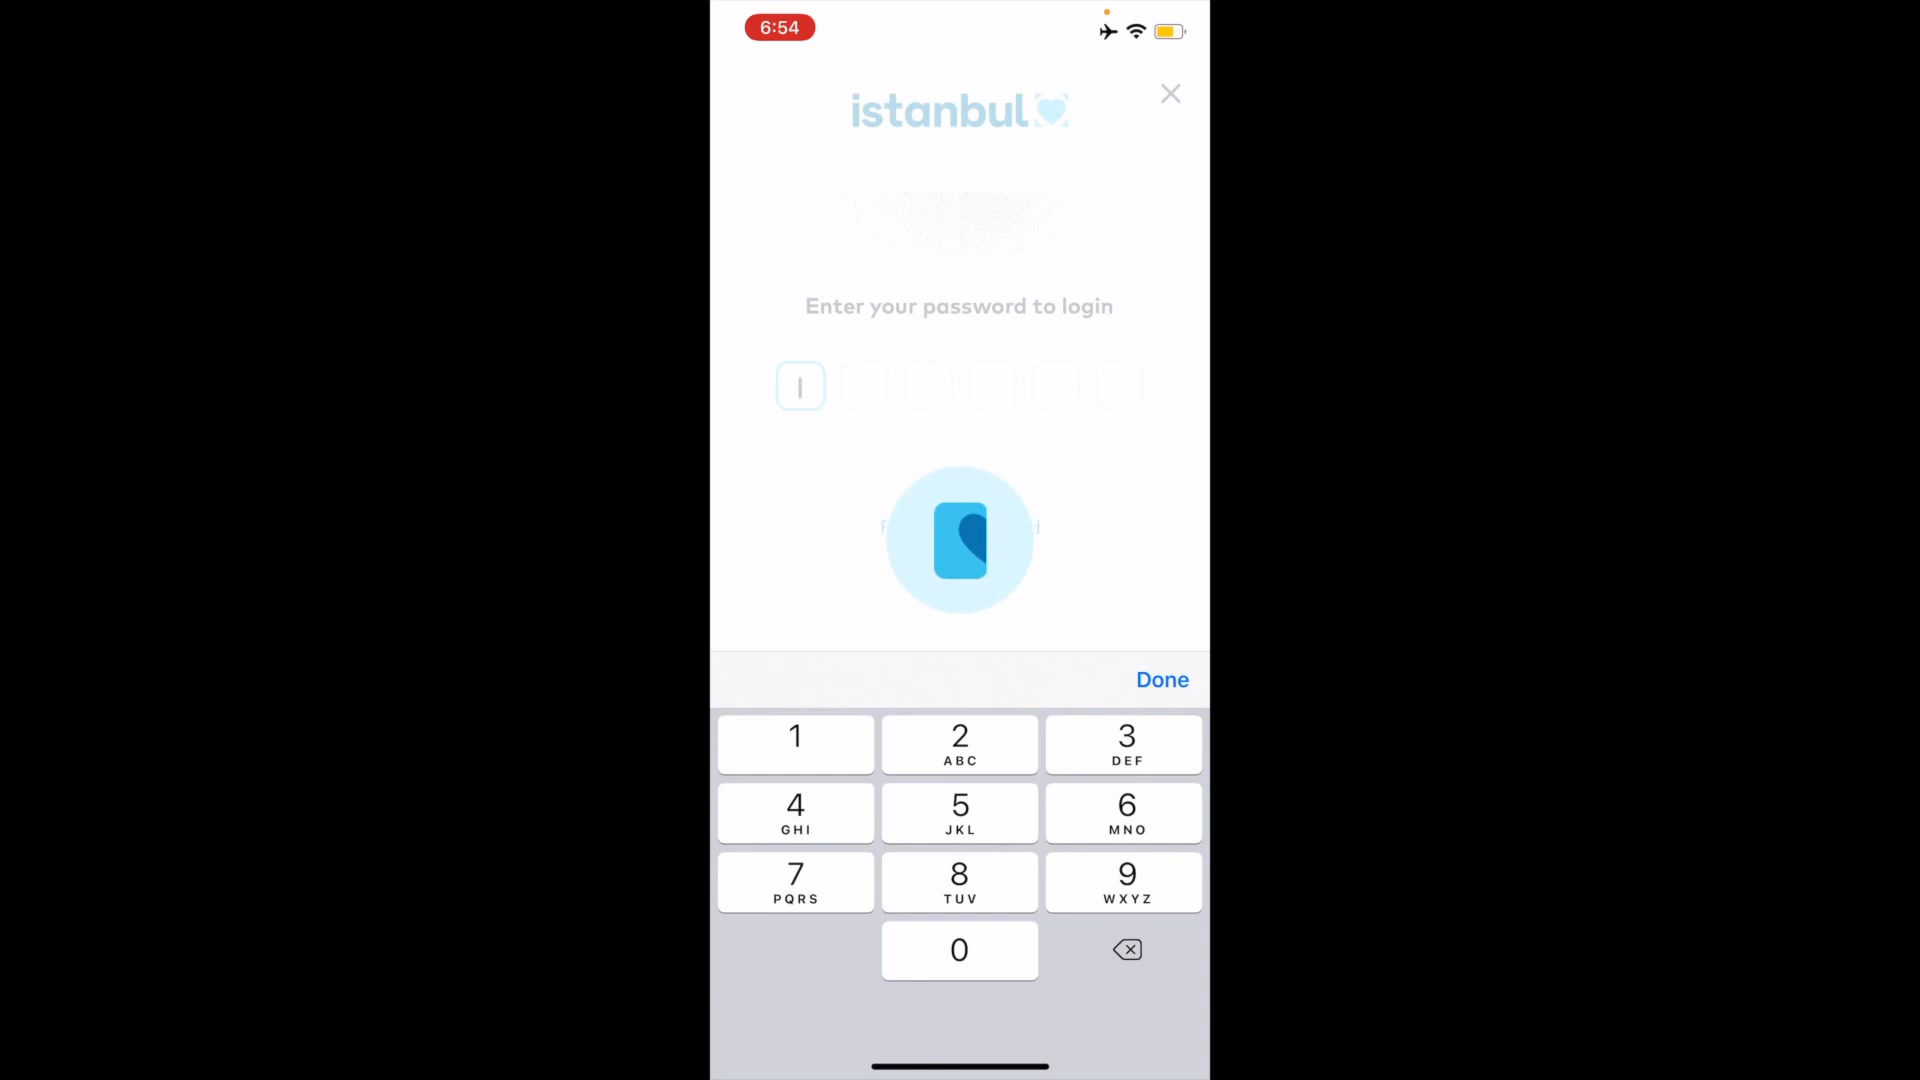 6:54
istanbul
Enter your password to login
Done
1
2
ABC
3
DEF
4
GHI
5
JKL
6
MNO
7
PQRS
8
TUV
9
WXYZ
0